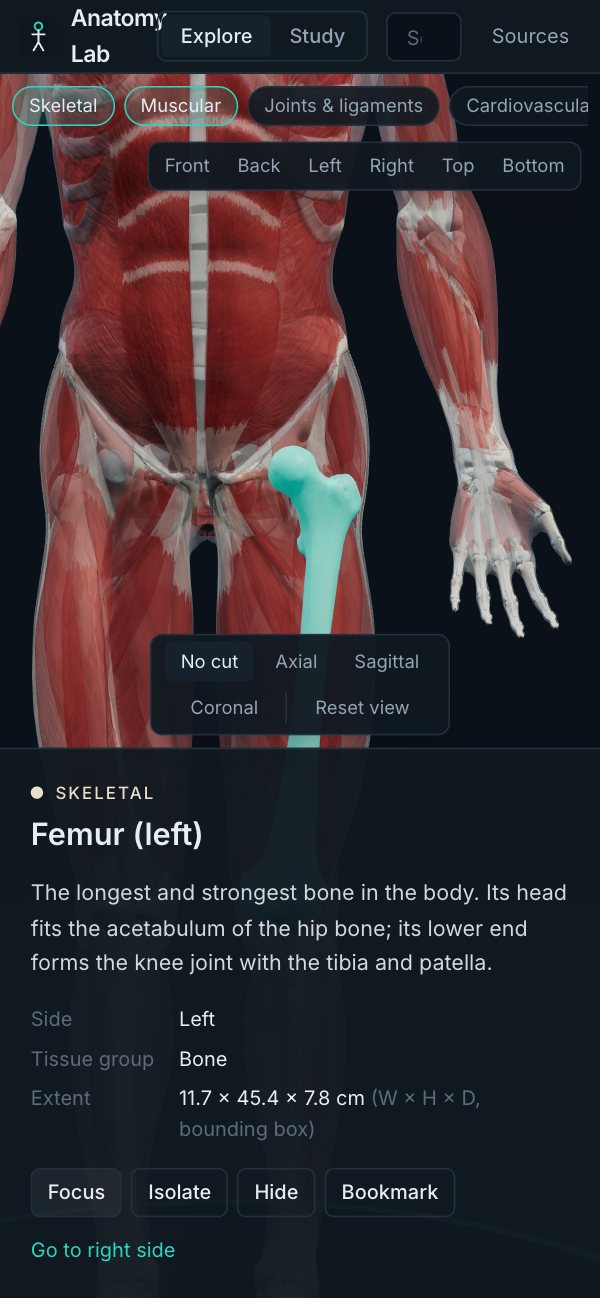 Anatomy
Lab
Explore
Study
Sources
Skeletal
Muscular
Joints & ligaments
Cardiovascula
Front
Back
Left
Right
Top
Bottom
No cut
Axial
Sagittal
Coronal
Reset view
SKELETAL
Femur (left)
The longest and strongest bone in the body. Its head
fits the acetabulum of the hip bone; its lower end
forms the knee joint with the tibia and patella.
Side Left
Tissue group Bone
Extent 11.7 × 45.4 × 7.8 cm (W × H × D,
bounding box)
Focus
Isolate
Hide
Bookmark
Go to right side